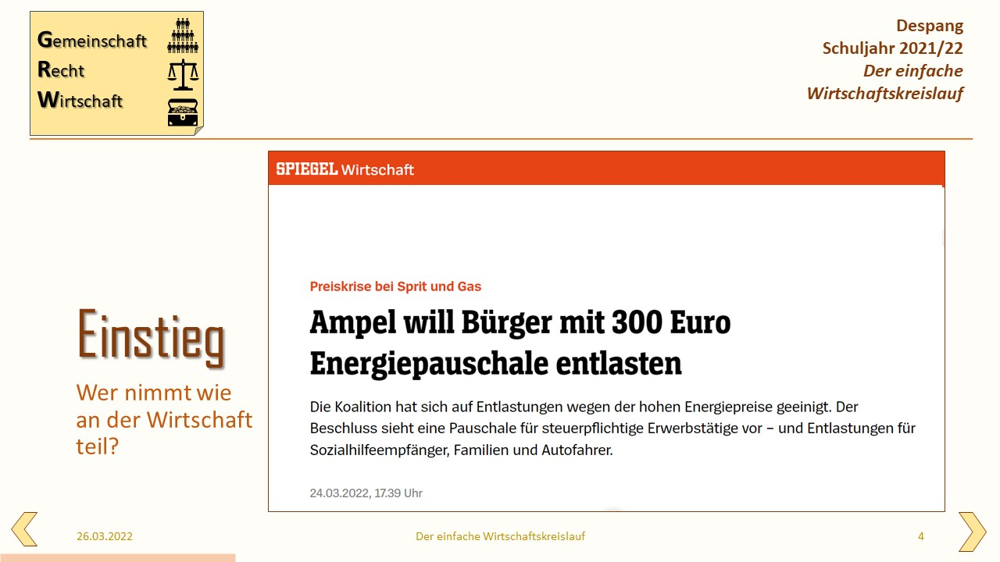 Gemeinschaft
Recht
Wirtschaft
Despang
Schuljahr 2021/22
Der einfache
Wirtschaftskreislauf
SPIEGEL Wirtschaft
Preiskrise bei Sprit und Gas
Ampel will Bürger mit 300 Euro
Energiepauschale entlasten
Die Koalition hat sich auf Entlastungen wegen der hohen Energiepreise geeinigt. Der
Beschluss sieht eine Pauschale für steuerpflichtige Erwerbstätige vor – und Entlastungen für
Sozialhilfeempfänger, Familien und Autofahrer.
24.03.2022, 17.39 Uhr
Einstieg
Wer nimmt wie
an der Wirtschaft
teil?
26.03.2022
Der einfache Wirtschaftskreislauf
4